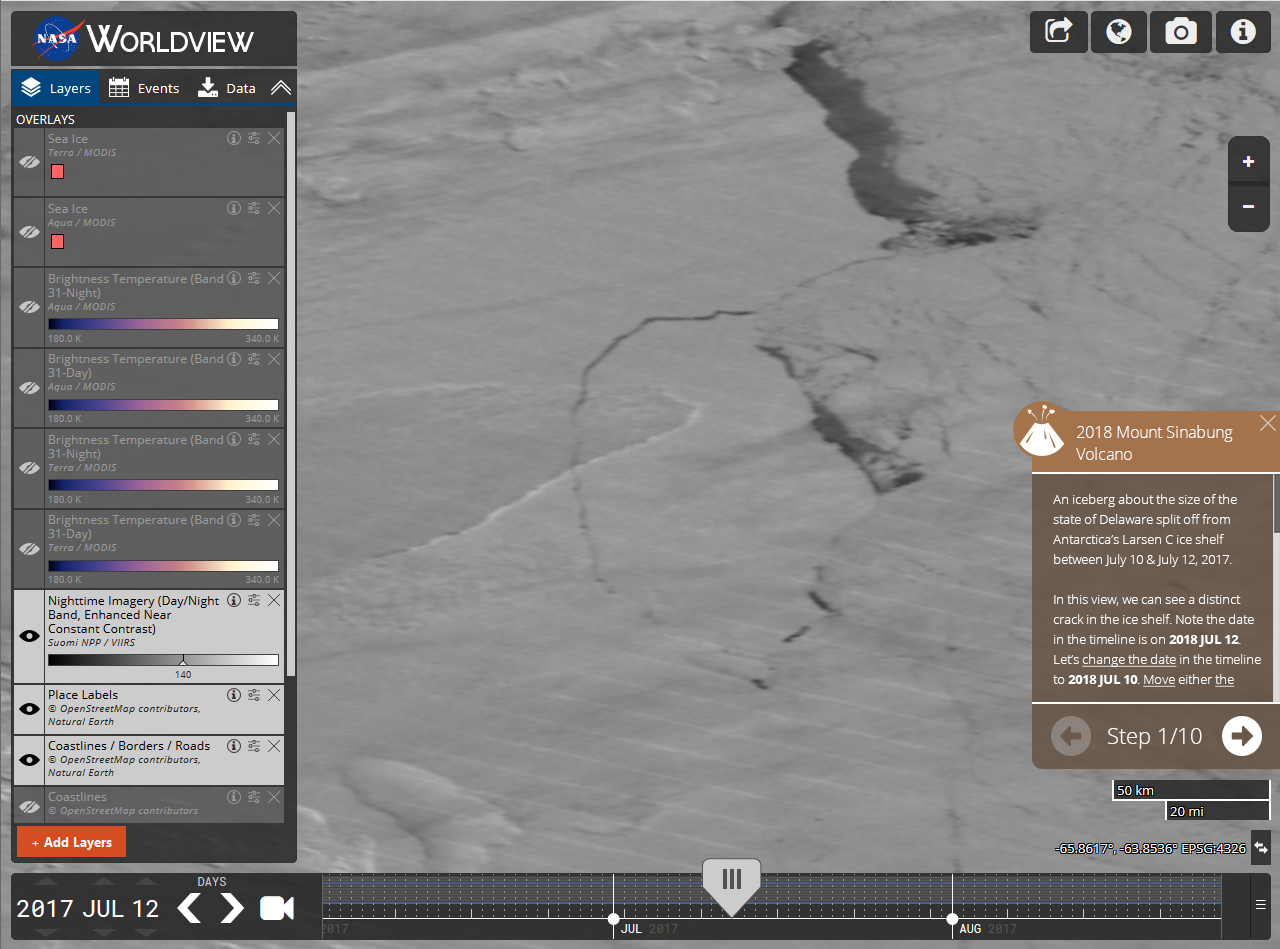 NASA WORLDVIEW
Layers Events Data
OVERLAYS
Sea Ice
Terra / MODIS
Sea Ice
Aqua / MODIS
Brightness Temperature (Band
31-Night)
Aqua / MODIS
180.0 K 340.0 K
Brightness Temperature (Band
31-Day)
Aqua / MODIS
180.0 K 340.0 K
Brightness Temperature (Band
31-Night)
Terra / MODIS
180.0 K 340.0 K
Brightness Temperature (Band
31-Day)
Terra / MODIS
180.0 K 340.0 K
Nighttime Imagery (Day/Night
Band, Enhanced Near
Constant Contrast)
Suomi NPP / VIIRS
140
Place Labels
© OpenStreetMap contributors,
Natural Earth
Coastlines / Borders / Roads
© OpenStreetMap contributors,
Natural Earth
Coastlines
© OpenStreetMap contributors
+ Add Layers
2018 Mount Sinabung
Volcano
An iceberg about the size of the
state of Delaware split off from
Antarctica's Larsen C ice shelf
between July 10 & July 12, 2017.
In this view, we can see a distinct
crack in the ice shelf. Note the date
in the timeline is on 2018 JUL 12.
Let's change the date in the timeline
to 2018 JUL 10. Move either the
Step 1/10
50 km
20 mi
-65.8617°, -63.8536° EPSG:4326
DAYS
2017 JUL 12
2017
JUL 2017
AUG 2017